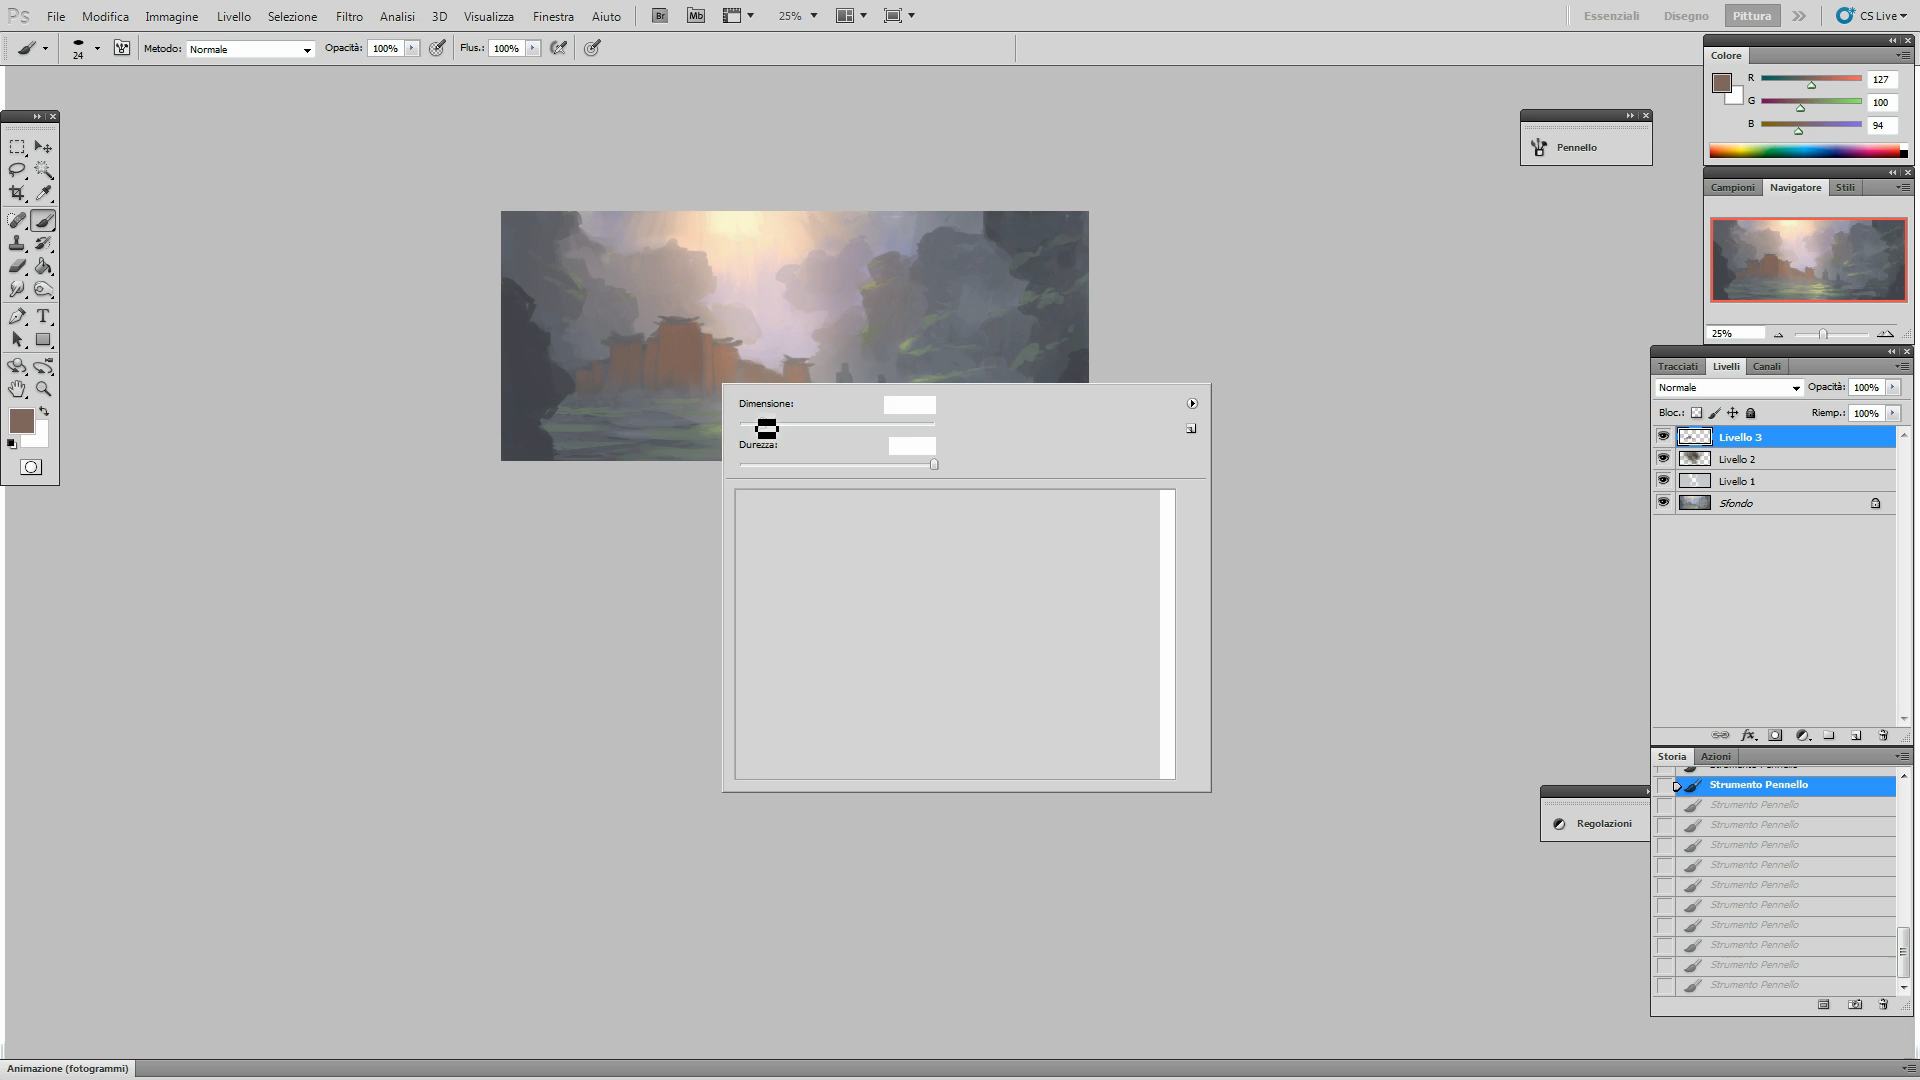 Ps File Modifica Immagine Livello Selezione Filtro Analisi 3D Visualizza Finestra Aiuto Br Mb 25% Essenziali Disegno Pittura CS Live
24 Metodo: Normale Opacità: 100% Flus.: 100%
Colore
R 127
G 100
B 94
Pennello
Campioni Navigatore Stili
25%
Tracciati Livelli Canali
Normale Opacità: 100%
Bloc.: Riemp.: 100%
Livello 3
Livello 2
Livello 1
Sfondo
Dimensione:
Durezza:
Storia Azioni
Strumento Pennello
Strumento Pennello
Strumento Pennello
Strumento Pennello
Strumento Pennello
Strumento Pennello
Strumento Pennello
Strumento Pennello
Strumento Pennello
Strumento Pennello
Strumento Pennello
Strumento Pennello
Regolazioni
Animazione (fotogrammi)